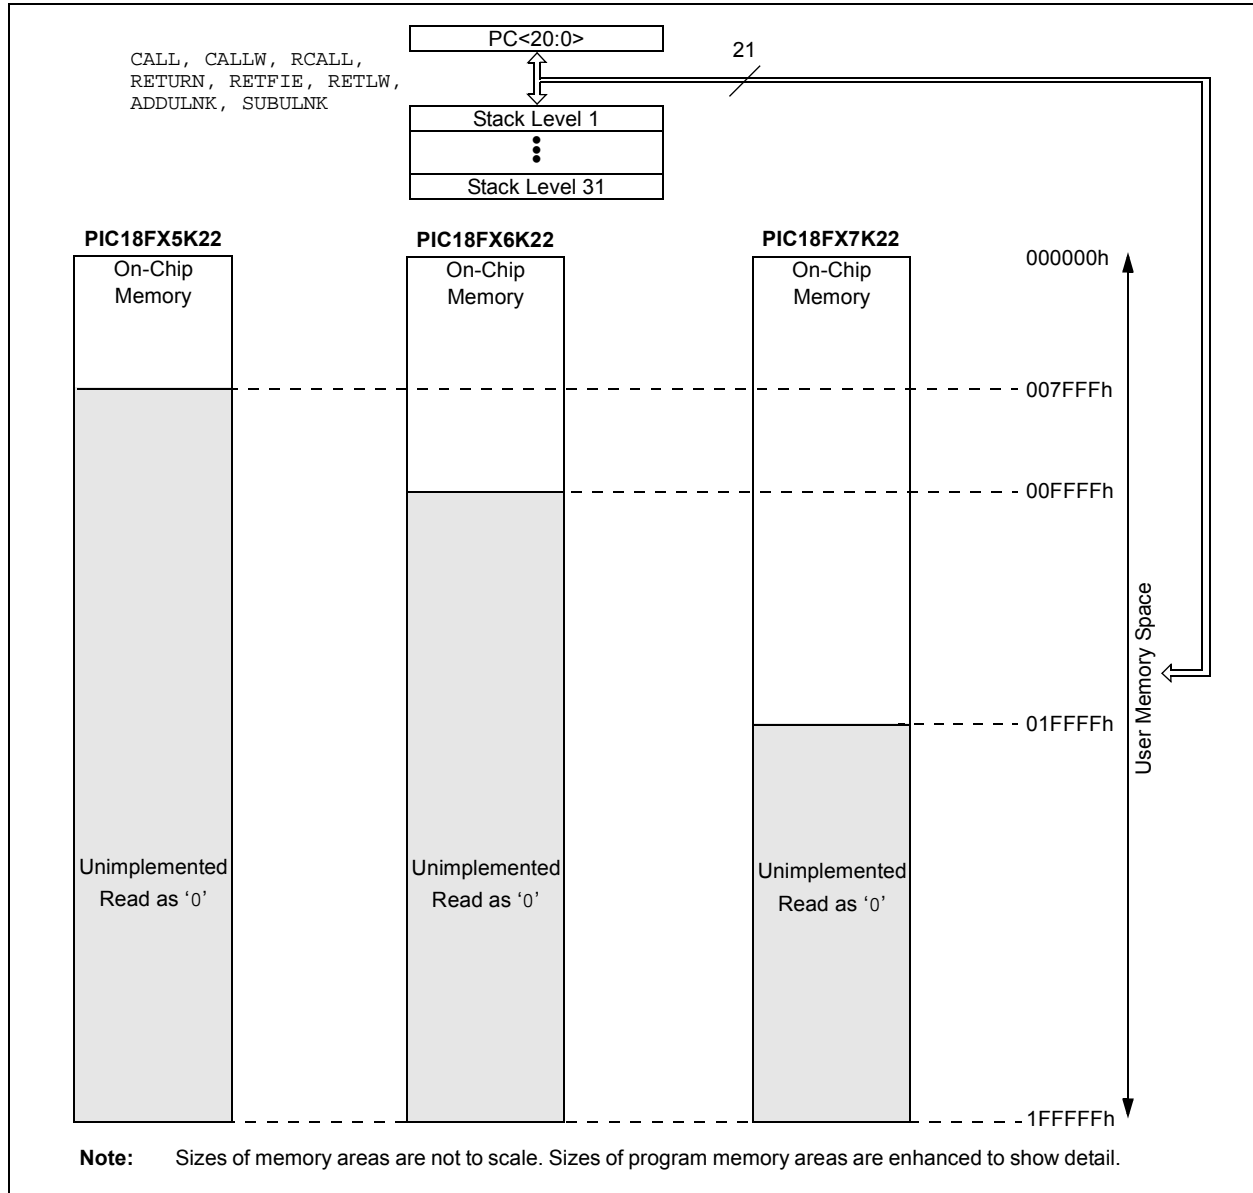 PC<20:0>
21
CALL, CALLW, RCALL,
RETURN, RETFIE, RETLW,
ADDULNK, SUBULNK
Stack Level 1
Stack Level 31
PIC18FX5K22
PIC18FX6K22
PIC18FX7K22
On-Chip
Memory
On-Chip
Memory
On-Chip
Memory
000000h
007FFFh
00FFFFh
01FFFFh
User Memory Space
Unimplemented
Read as ‘0’
Unimplemented
Read as ‘0’
Unimplemented
Read as ‘0’
1FFFFFh
Note: Sizes of memory areas are not to scale. Sizes of program memory areas are enhanced to show detail.